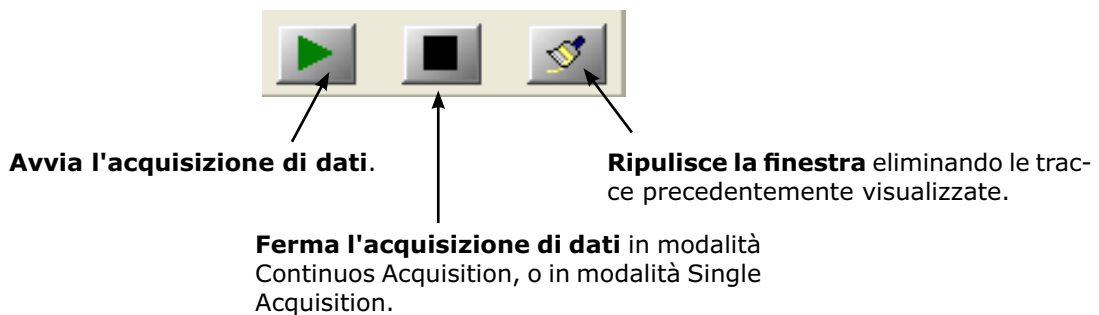 Avvia l'acquisizione di dati.
Ripulisce la finestra eliminando le trac-
ce precedentemente visualizzate.
Ferma l'acquisizione di dati in modalità
Continuos Acquisition, o in modalità Single
Acquisition.